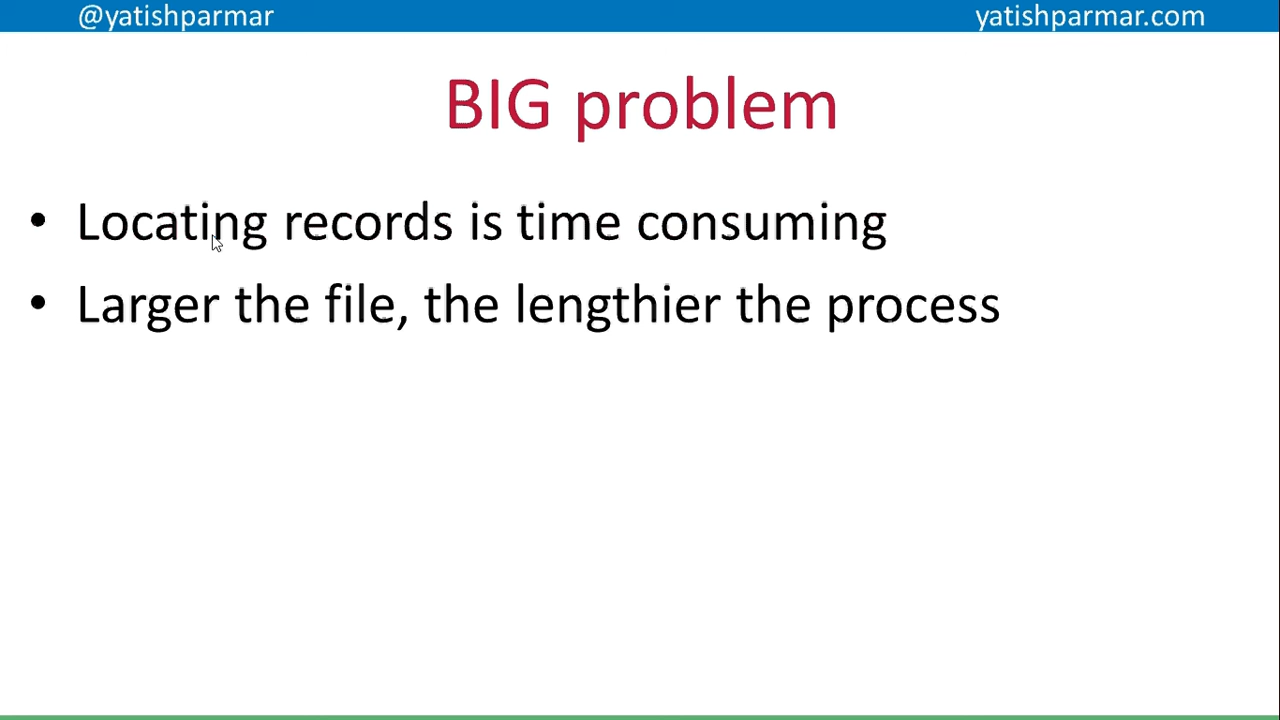 @yatishparmar
yatishparmar.com
BIG problem
• Locating records is time consuming
• Larger the file, the lengthier the process